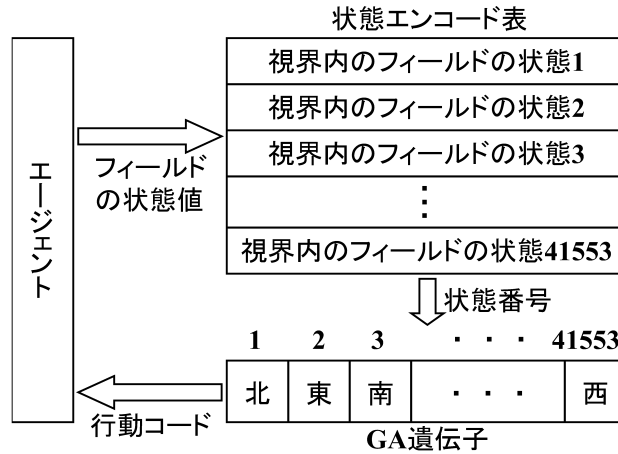 状態エンコード表
視界内のフィールドの状態1
視界内のフィールドの状態2
視界内のフィールドの状態3
⋮
視界内のフィールドの状態41553
エージェント
フィールド
の状態値
状態番号
1 2 3 ・・・ 41553
北 東 南 ・・・ 西
行動コード
GA遺伝子